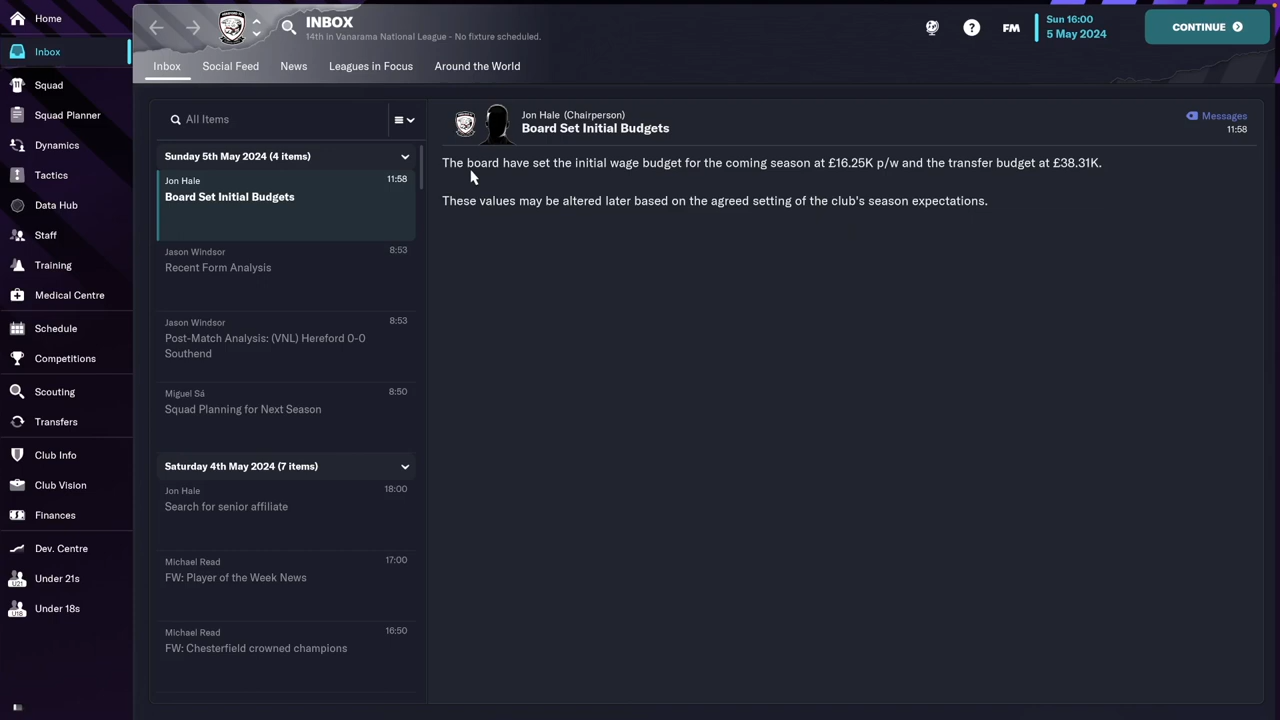 Home
Inbox
Squad
Squad Planner
Dynamics
Tactics
Data Hub
Staff
Training
Medical Centre
Schedule
Competitions
Scouting
Transfers
Club Info
Club Vision
Finances
Dev. Centre
Under 21s
Under 18s
INBOX
14th in Vanarama National League - No fixture scheduled.
FM
Sun 16:00
5 May 2024
CONTINUE
Inbox
Social Feed
News
Leagues in Focus
Around the World
All Items
Sunday 5th May 2024 (4 items)
Jon Hale 11:58
Board Set Initial Budgets
Jason Windsor 8:53
Recent Form Analysis
Jason Windsor 8:53
Post-Match Analysis: (VNL) Hereford 0-0
Southend
Miguel Sá 8:50
Squad Planning for Next Season
Saturday 4th May 2024 (7 items)
Jon Hale 18:00
Search for senior affiliate
Michael Read 17:00
FW: Player of the Week News
Michael Read 16:50
FW: Chesterfield crowned champions
Jon Hale (Chairperson)
Board Set Initial Budgets
Messages
11:58
The board have set the initial wage budget for the coming season at £16.25K p/w and the transfer budget at £38.31K.
These values may be altered later based on the agreed setting of the club's season expectations.